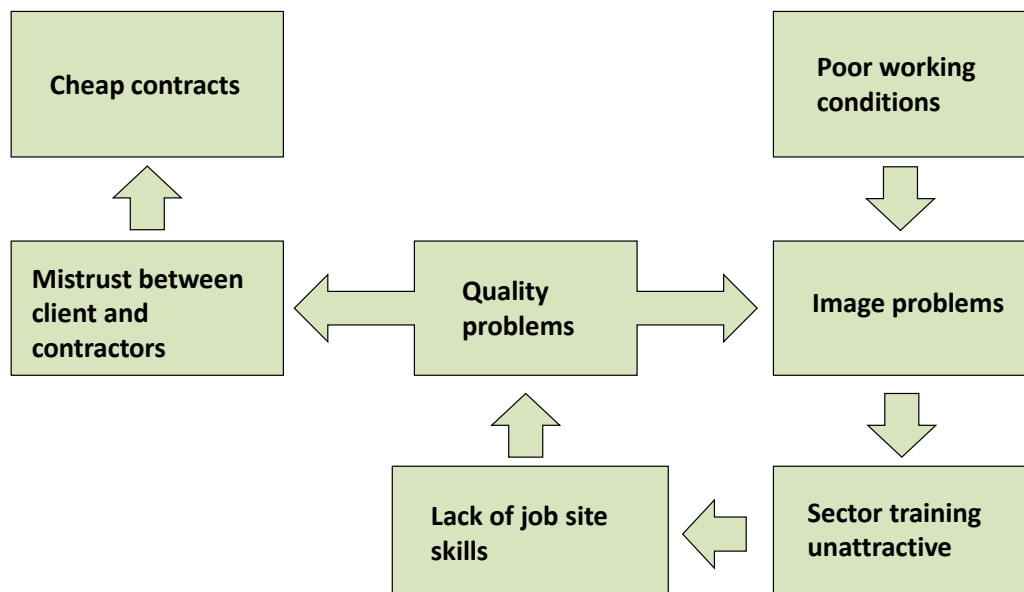 Cheap contracts
Poor working
conditions
Mistrust between
client and
contractors
Quality
problems
Image problems
Lack of job site
skills
Sector training
unattractive